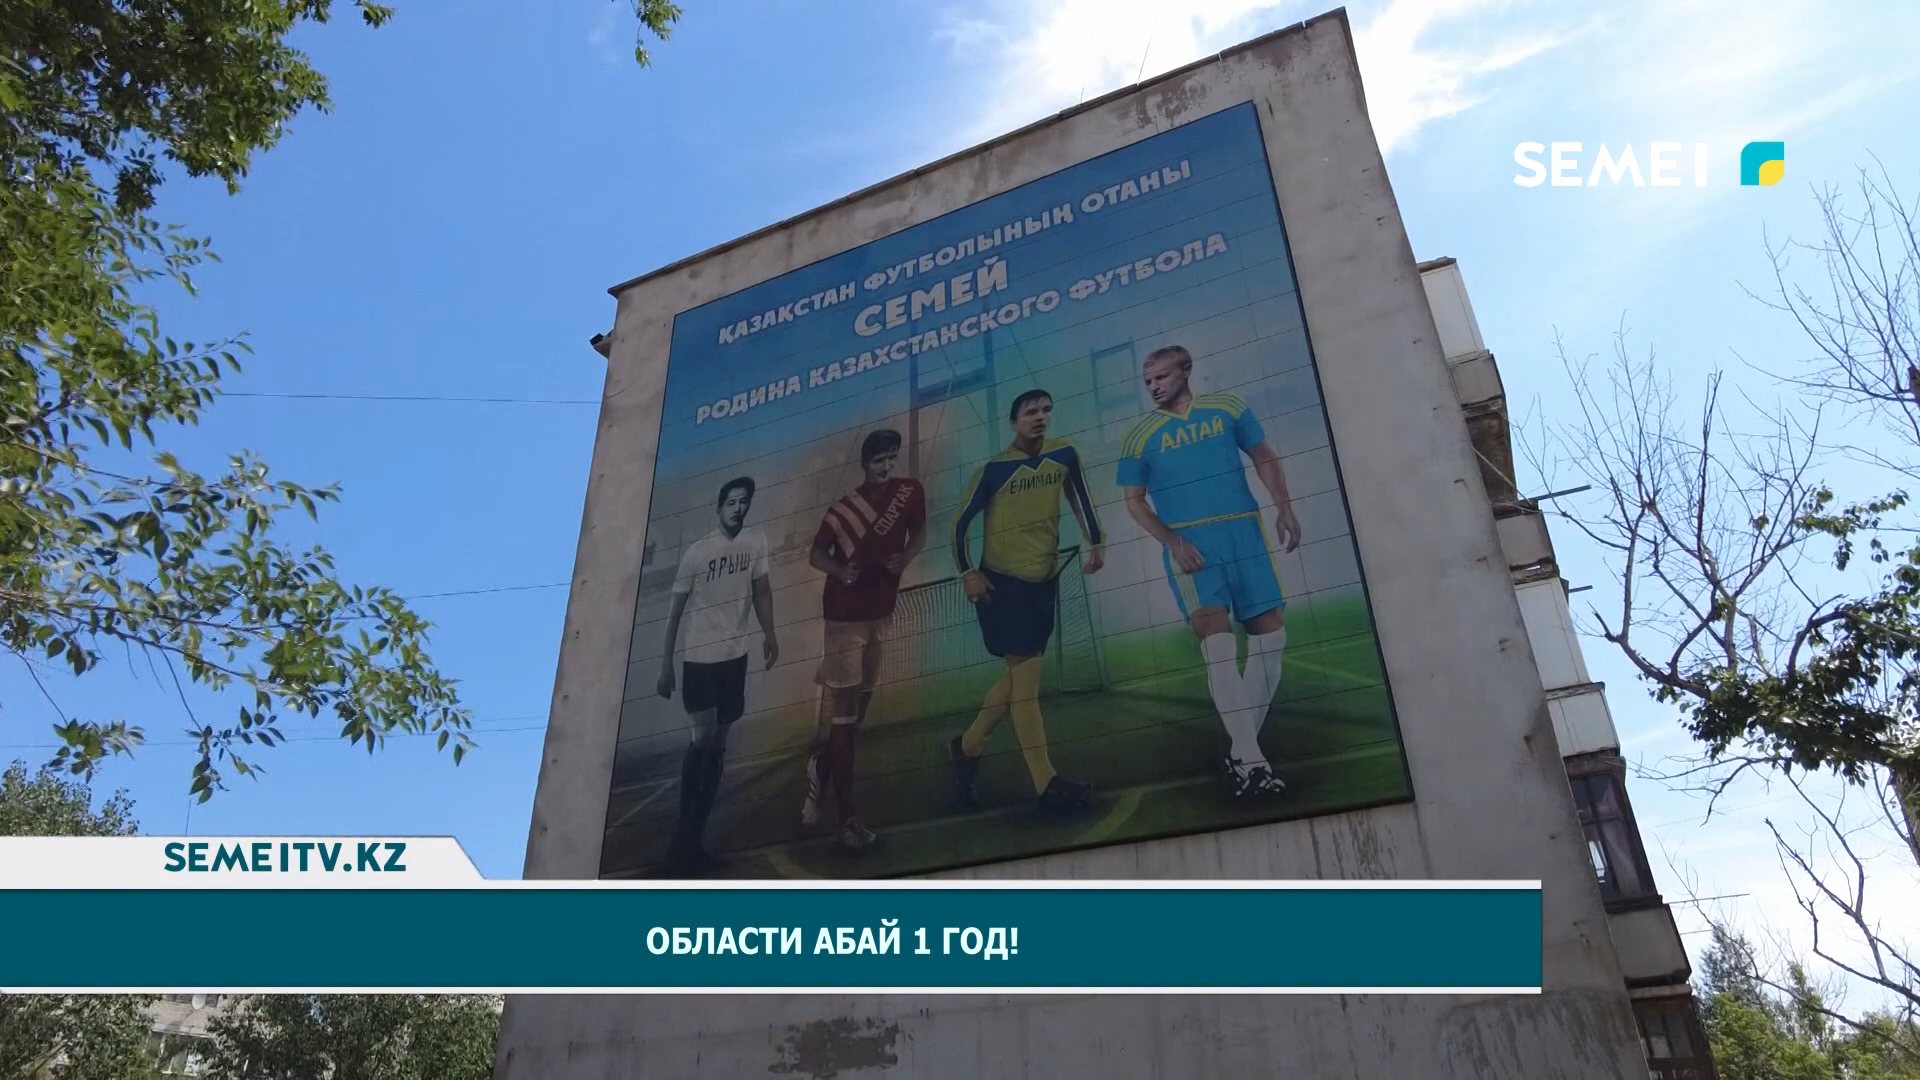 SEMEI
ҚАЗАҚСТАН ФУТБОЛЫНЫҢ ОТАНЫ
СЕМЕЙ
РОДИНА КАЗАХСТАНСКОГО ФУТБОЛА
ЯРЫШ
СПАРТАК
ЕЛИМАЙ
АЛТАЙ
SEMEITV.KZ
ОБЛАСТИ АБАЙ 1 ГОД!